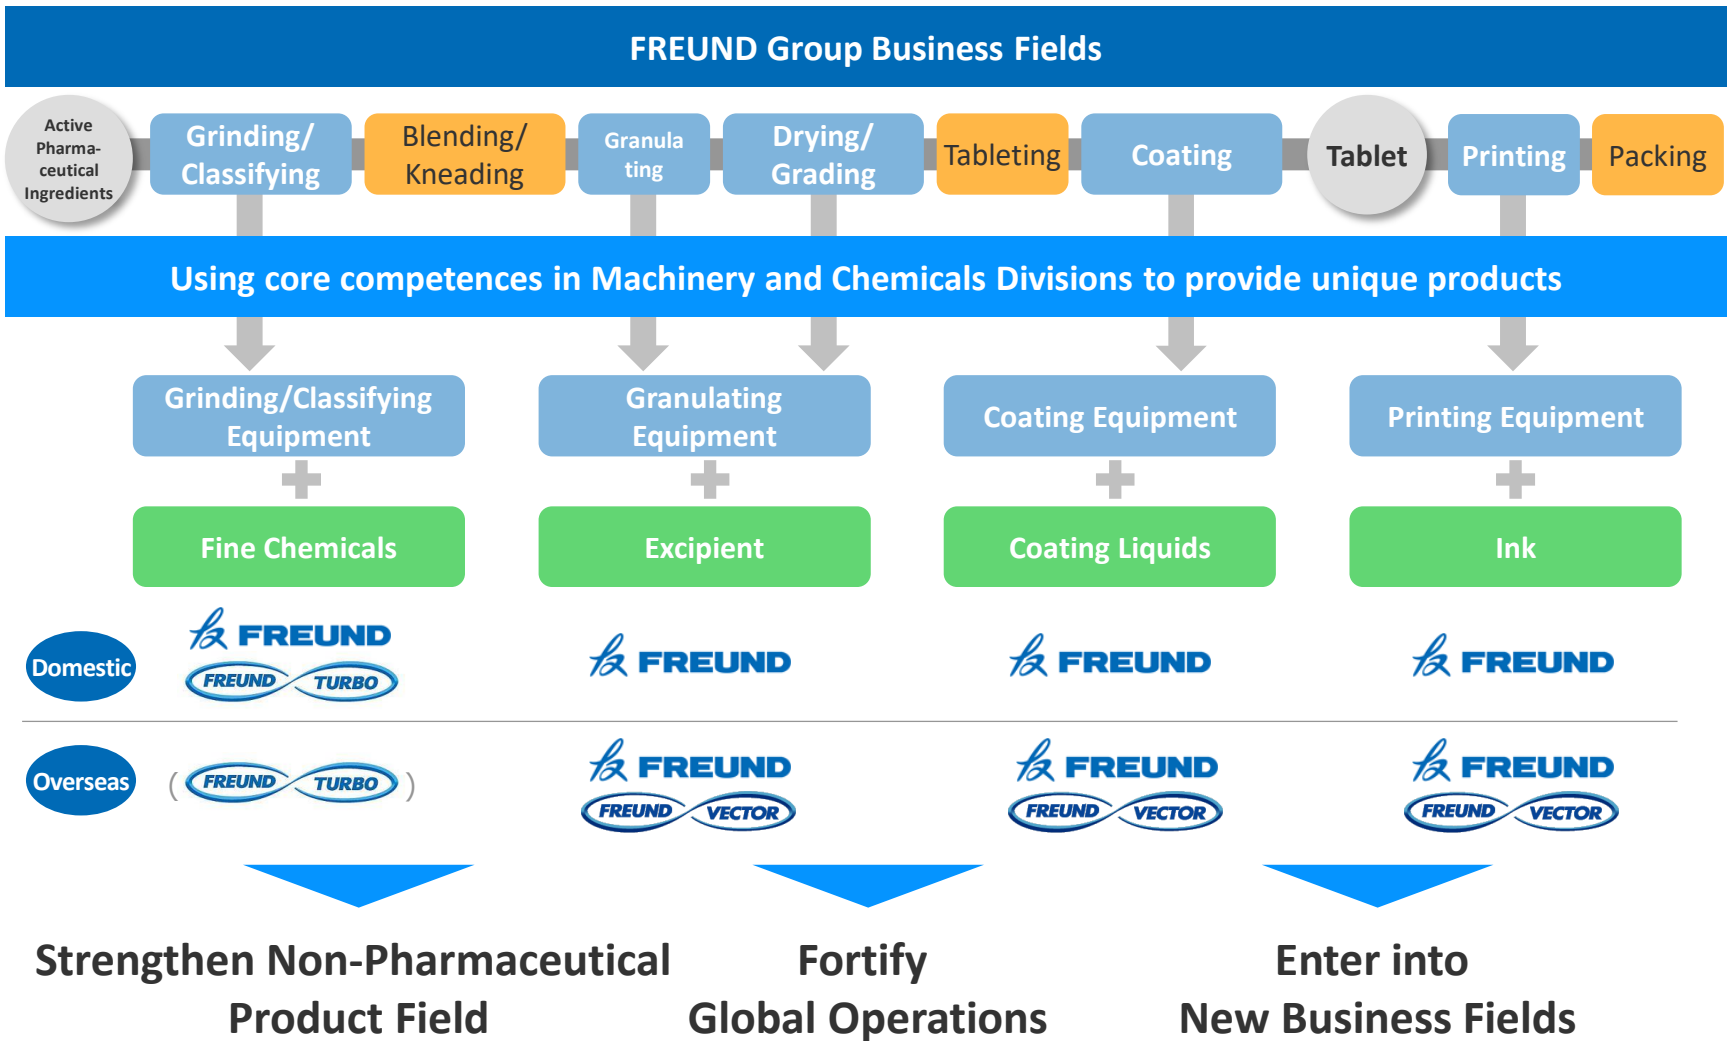 FREUND Group Business Fields
Active
Pharma-
ceutical
Ingredients
Grinding/
Classifying
Blending/
Kneading
Granula
ting
Drying/
Grading
Tableting
Coating
Tablet
Printing
Packing
Using core competences in Machinery and Chemicals Divisions to provide unique products
Grinding/Classifying
Equipment
Granulating
Equipment
Coating Equipment
Printing Equipment
Fine Chemicals
Excipient
Coating Liquids
Ink
Domestic
FREUND
FREUND TURBO
FREUND
FREUND
FREUND
Overseas
( FREUND TURBO )
FREUND
FREUND VECTOR
FREUND
FREUND VECTOR
FREUND
FREUND VECTOR
Strengthen Non-Pharmaceutical
Product Field
Fortify
Global Operations
Enter into
New Business Fields